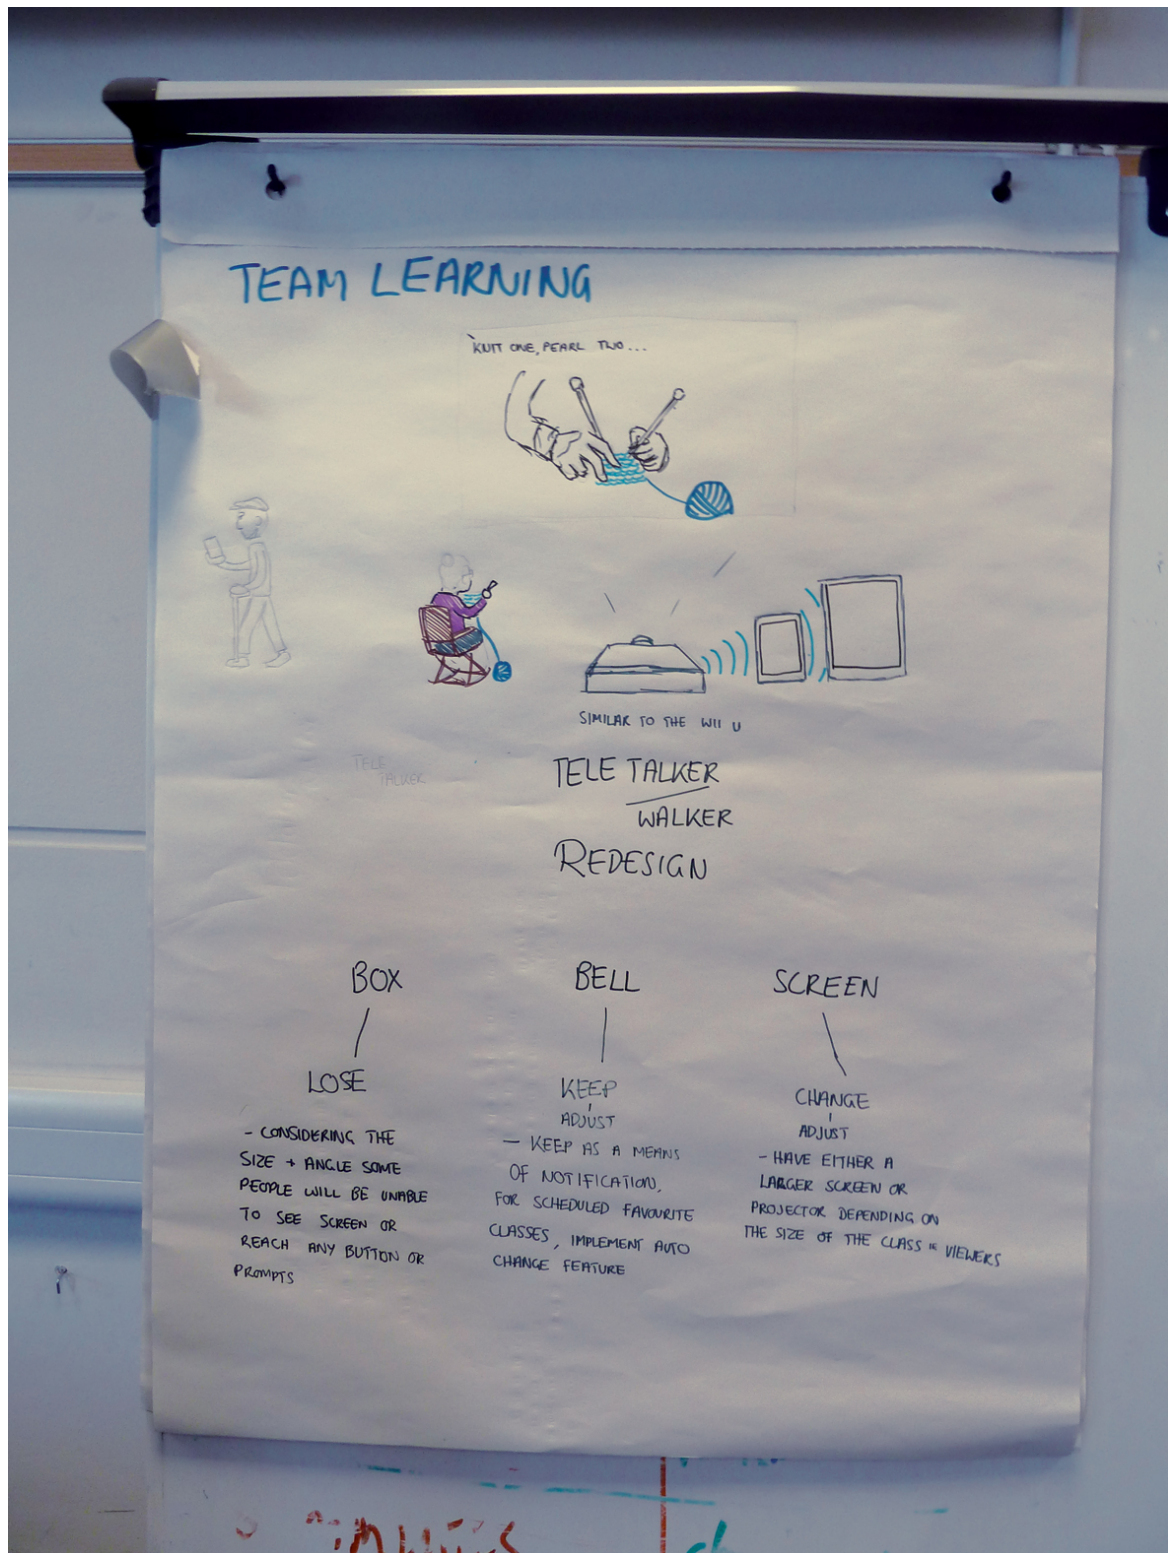 TEAM LEARNING
'KNIT ONE, PEARL TWO...
SIMILAR TO THE WII U
TELE
TALKER
TELE TALKER
WALKER
REDESIGN
BOX
LOSE
- CONSIDERING THE
SIZE + ANGLE SOME
PEOPLE WILL BE UNABLE
TO SEE SCREEN OR
REACH ANY BUTTON OR
PROMPTS
BELL
KEEP
ADJUST
- KEEP AS A MEANS
OF NOTIFICATION,
FOR SCHEDULED FAVOURITE
CLASSES, IMPLEMENT AUTO
CHANGE FEATURE
SCREEN
CHANGE
ADJUST
- HAVE EITHER A
LARGER SCREEN OR
PROJECTOR DEPENDING ON
THE SIZE OF THE CLASS VIEWERS